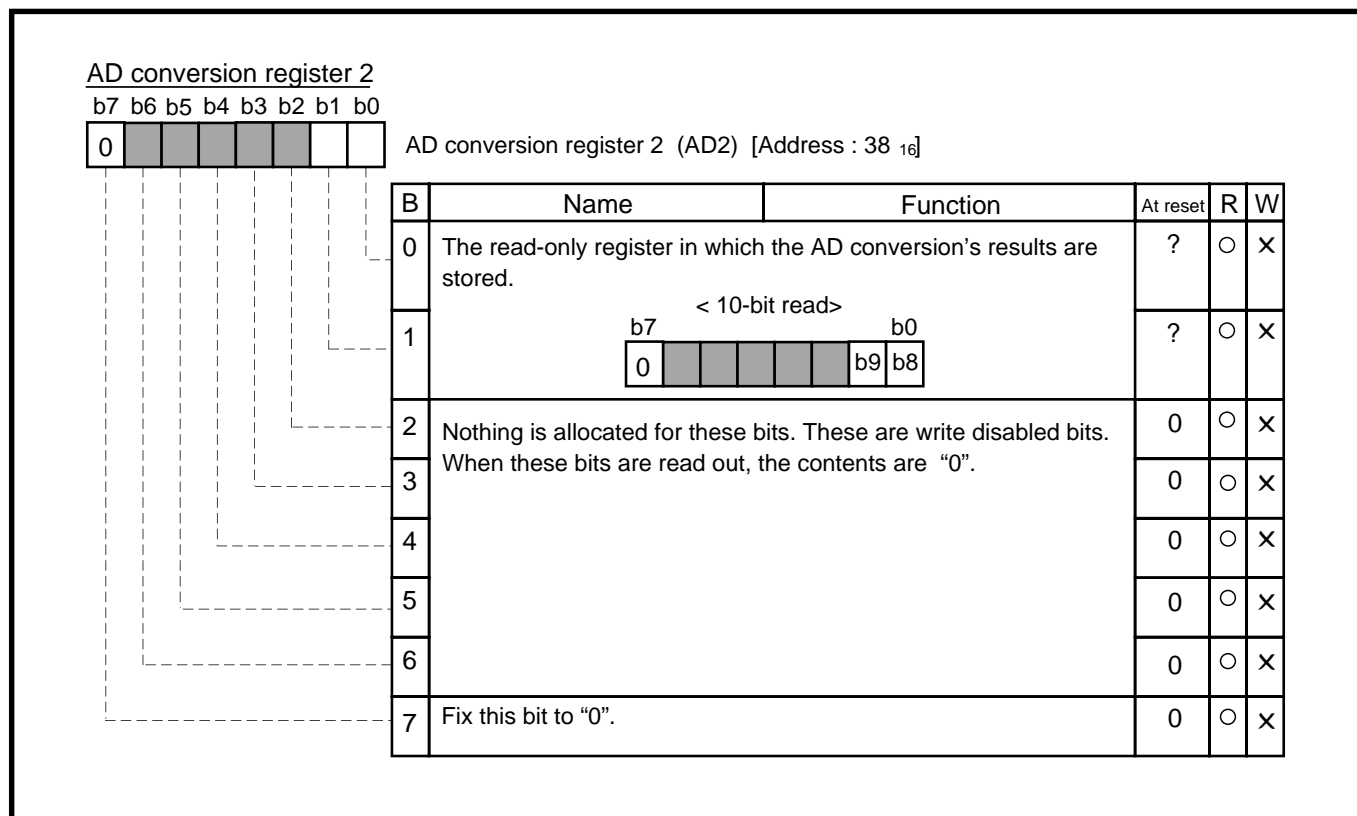 AD conversion register 2
b7 b6 b5 b4 b3 b2 b1 b0
0
AD conversion register 2 (AD2) [Address : 38 16]
B Name Function At reset R W
0 The read-only register in which the AD conversion's results are ? ○ ×
stored.
< 10-bit read>
b7 b0
1 ? ○ ×
0 b9 b8
2 Nothing is allocated for these bits. These are write disabled bits. 0 ○ ×
When these bits are read out, the contents are “0”.
3 0 ○ ×
4 0 ○ ×
5 0 ○ ×
6 0 ○ ×
7 Fix this bit to “0”. 0 ○ ×